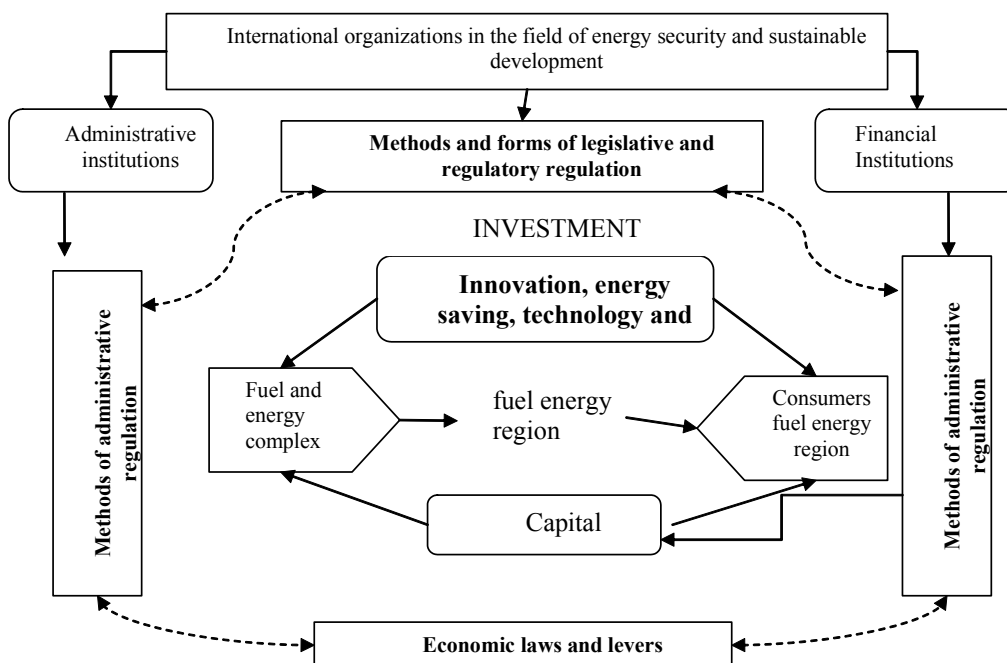 International organizations in the field of energy security and sustainable
development
Administrative
institutions
Methods and forms of legislative and
regulatory regulation
Financial
Institutions
INVESTMENT
Innovation, energy
saving, technology and
Methods of administrative
regulation
Fuel and
energy
complex
fuel energy
region
Consumers
fuel energy
region
Methods of administrative
regulation
Capital
Economic laws and levers